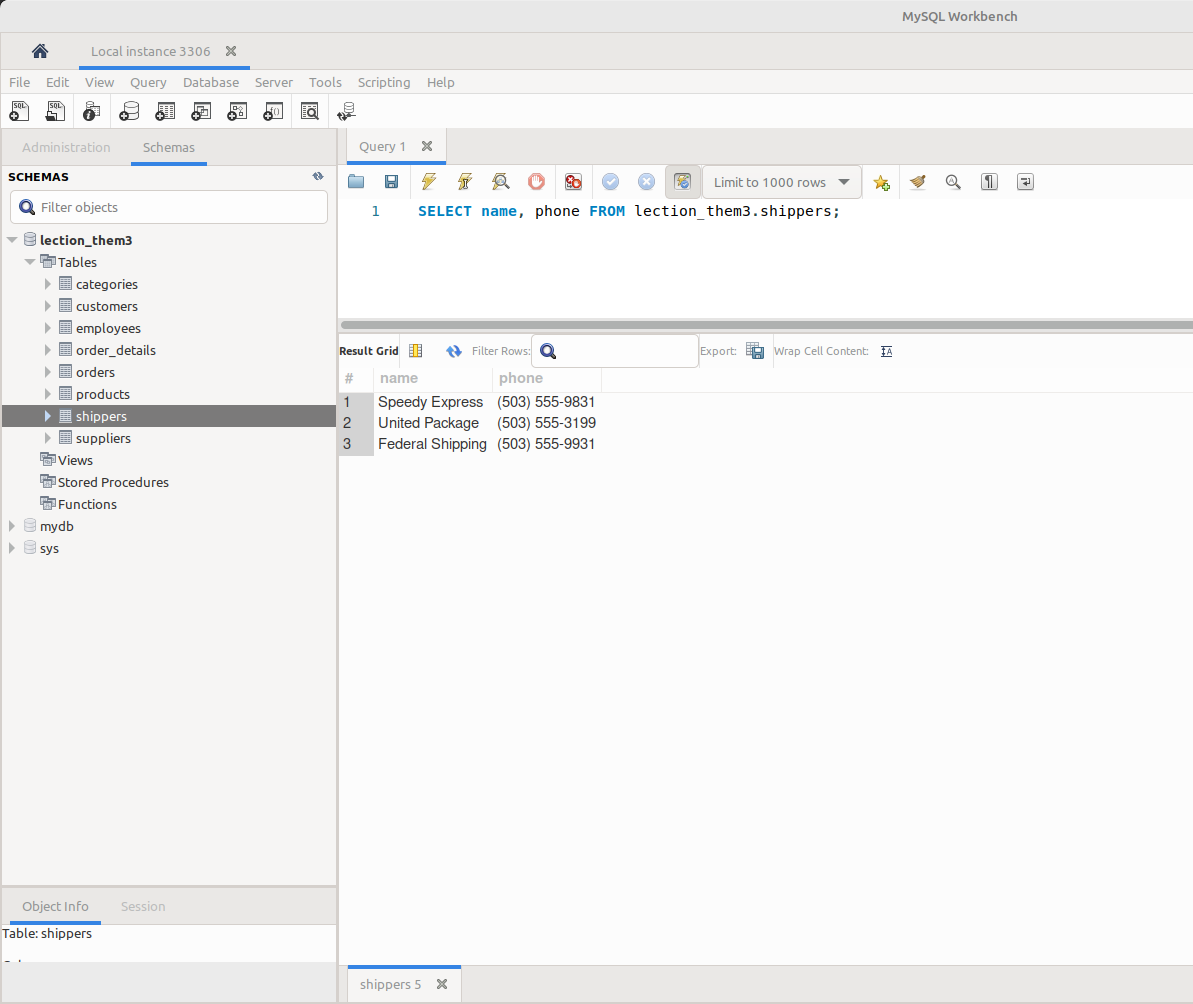 MySQL Workbench
Local instance 3306
File Edit View Query Database Server Tools Scripting Help
Administration Schemas
SCHEMAS
Filter objects
lection_them3
Tables
categories
customers
employees
order_details
orders
products
shippers
suppliers
Views
Stored Procedures
Functions
mydb
sys
Object Info Session
Table: shippers
Query 1
Limit to 1000 rows
1 SELECT name, phone FROM lection_them3.shippers;
Result Grid Filter Rows: Export: Wrap Cell Content:
# name phone
1 Speedy Express (503) 555-9831
2 United Package (503) 555-3199
3 Federal Shipping (503) 555-9931
shippers 5